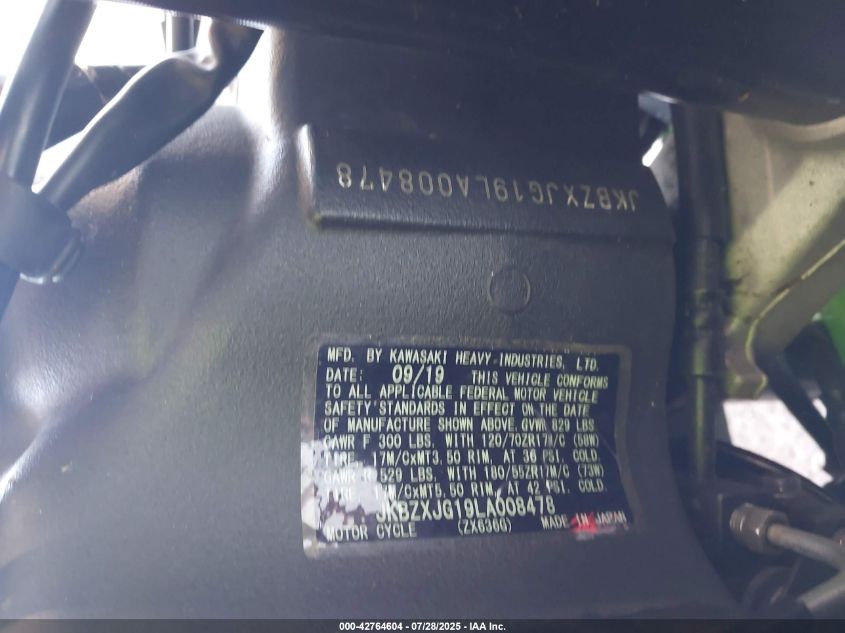 JKBZXJG19LA008478
MFD. BY KAWASAKI HEAVY INDUSTRIES, LTD.
DATE: 09/19 THIS VEHICLE CONFORMS
TO ALL APPLICABLE FEDERAL MOTOR VEHICLE
SAFETY STANDARDS IN EFFECT ON THE DATE
OF MANUFACTURE SHOWN ABOVE. GVWR 829 LBS.
GAWR F 300 LBS. WITH 120/70ZR17M/C (58W)
TYRE 17M/CxMT3.50 RIM, AT 36 PSI. COLD.
GAWR 529 LBS. WITH 180/55ZR17M/C (73W)
TYRE 17M/CxMT5.50 RIM, AT 42 PSI. COLD.
JKBZXJG19LA008478
MOTOR CYCLE (ZX636G) MADE IN JAPAN
000-42764604 / 07/28/2025 - IAA Inc.